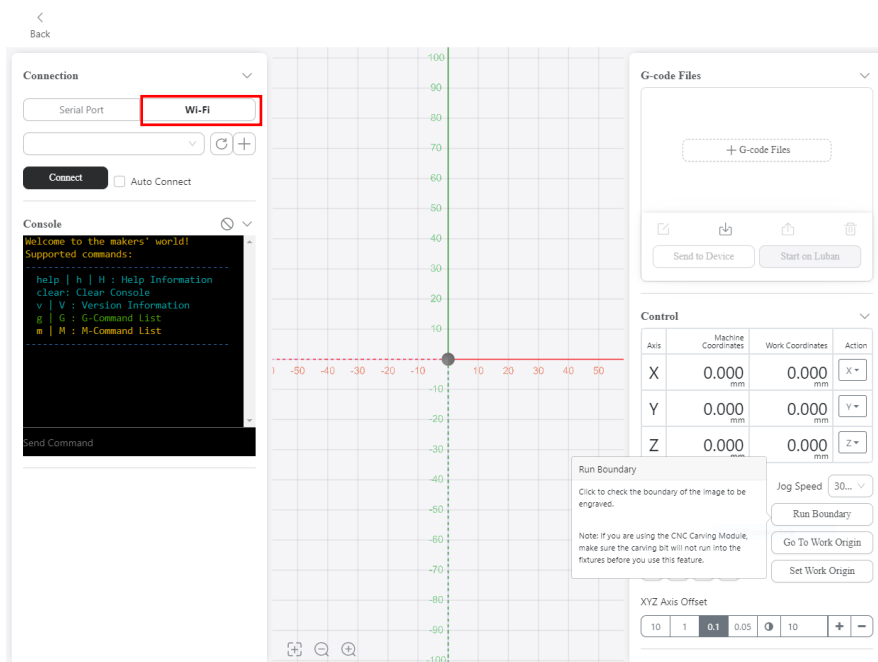 Back
Connection
Serial Port Wi-Fi
Connect Auto Connect
Console
Welcome to the makers' world!
Supported commands:
------------------------------------
help | h | H : Help Information
clear: Clear Console
v | V : Version Information
g | G : G-Command List
m | M : M-Command List
------------------------------------
Send Command
100
90
80
70
60
50
40
30
20
10
-50 -40 -30 -20 -10 10 20 30 40 50
-10
-20
-30
-40
-50
-60
-70
-80
-90
-100
G-code Files
+ G-code Files
Send to Device Start on Luban
Control
Axis Machine Coordinates Work Coordinates Action
X 0.000 mm 0.000 mm X
Y 0.000 mm 0.000 mm Y
Z 0.000 mm 0.000 mm Z
Run Boundary
Click to check the boundary of the image to be
engraved.
Note: If you are using the CNC Carving Module,
make sure the carving bit will not run into the
fixtures before you use this feature.
Jog Speed 30...
Run Boundary
Go To Work Origin
Set Work Origin
XYZ Axis Offset
10 1 0.1 0.05 10 + −